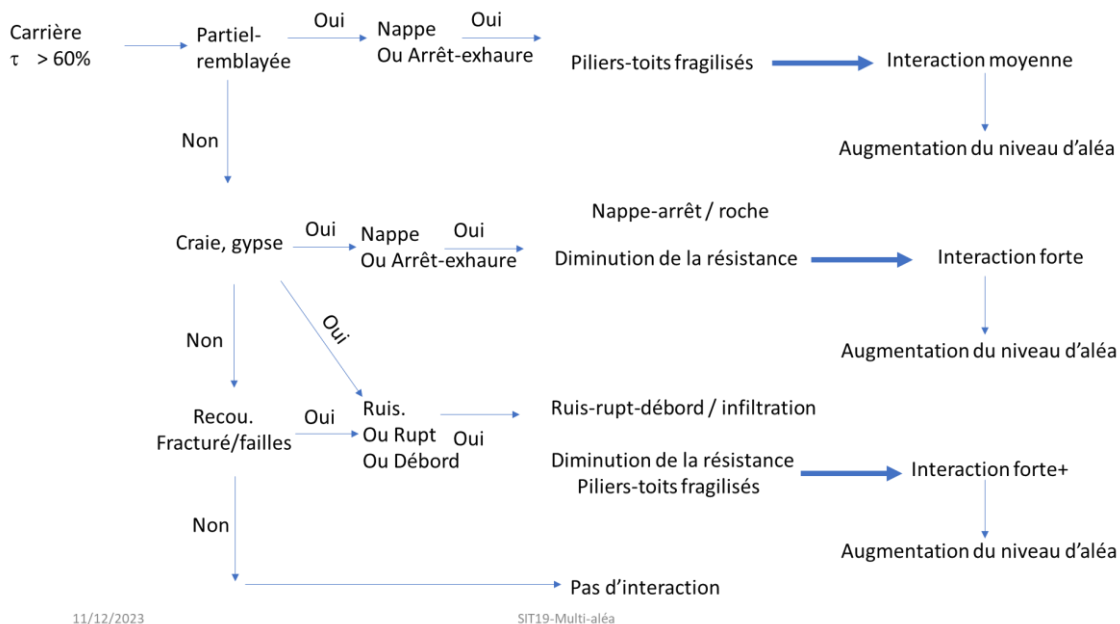 Carrière
τ > 60%
Partiel-
remblayée
Oui
Nappe
Ou Arrêt-exhaure
Oui
Piliers-toits fragilisés
Interaction moyenne
Non
Augmentation du niveau d'aléa
Craie, gypse
Oui
Nappe
Ou Arrêt-exhaure
Oui
Nappe-arrêt / roche
Diminution de la résistance
Interaction forte
Non
Oui
Augmentation du niveau d'aléa
Recou.
Fracturé/failles
Oui
Ruis.
Ou Rupt
Ou Débord
Oui
Ruis-rupt-débord / infiltration
Diminution de la résistance
Piliers-toits fragilisés
Interaction forte+
Non
Augmentation du niveau d'aléa
Pas d'interaction
11/12/2023
SIT19-Multi-aléa